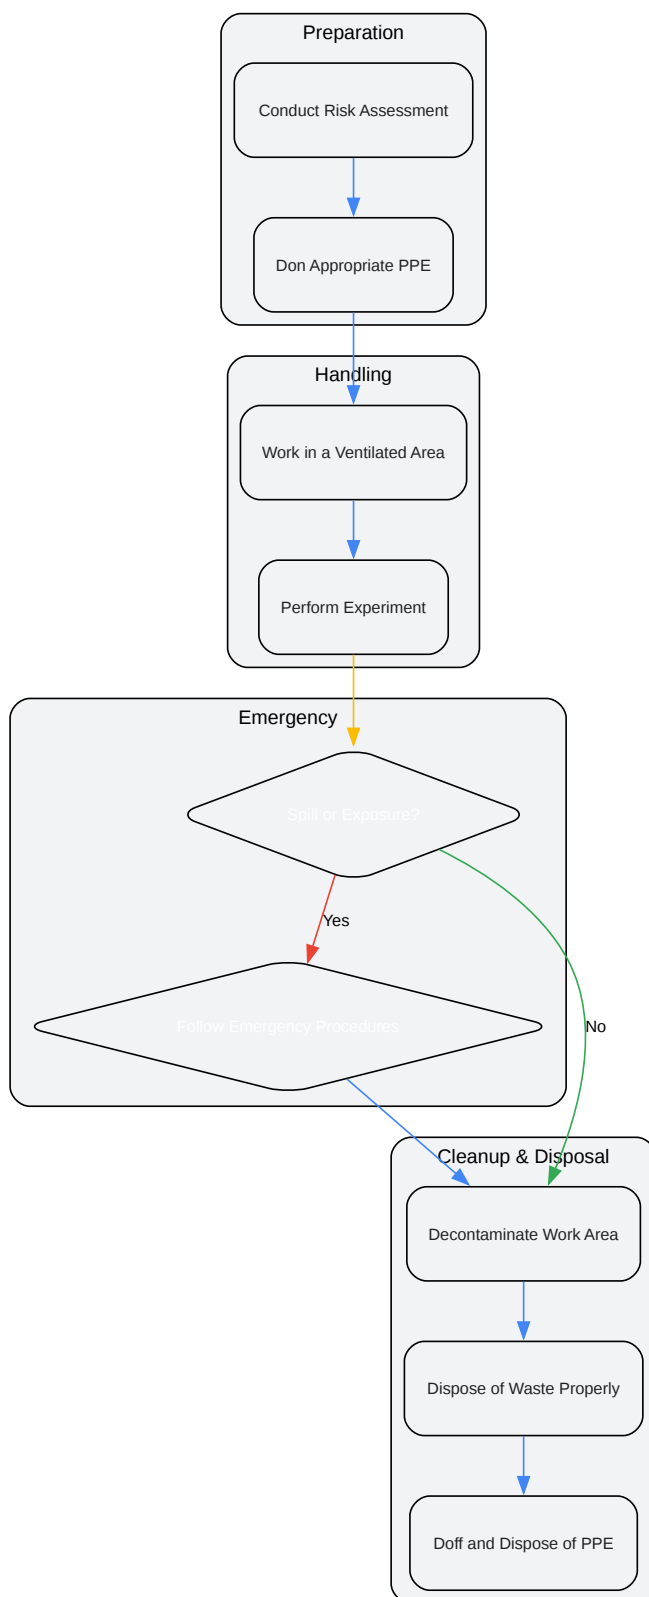 Preparation
Conduct Risk Assessment
Don Appropriate PPE
Handling
Work in a Ventilated Area
Perform Experiment
Emergency
Spill or Exposure?
Yes
Follow Emergency Procedures
No
Cleanup & Disposal
Decontaminate Work Area
Dispose of Waste Properly
Doff and Dispose of PPE